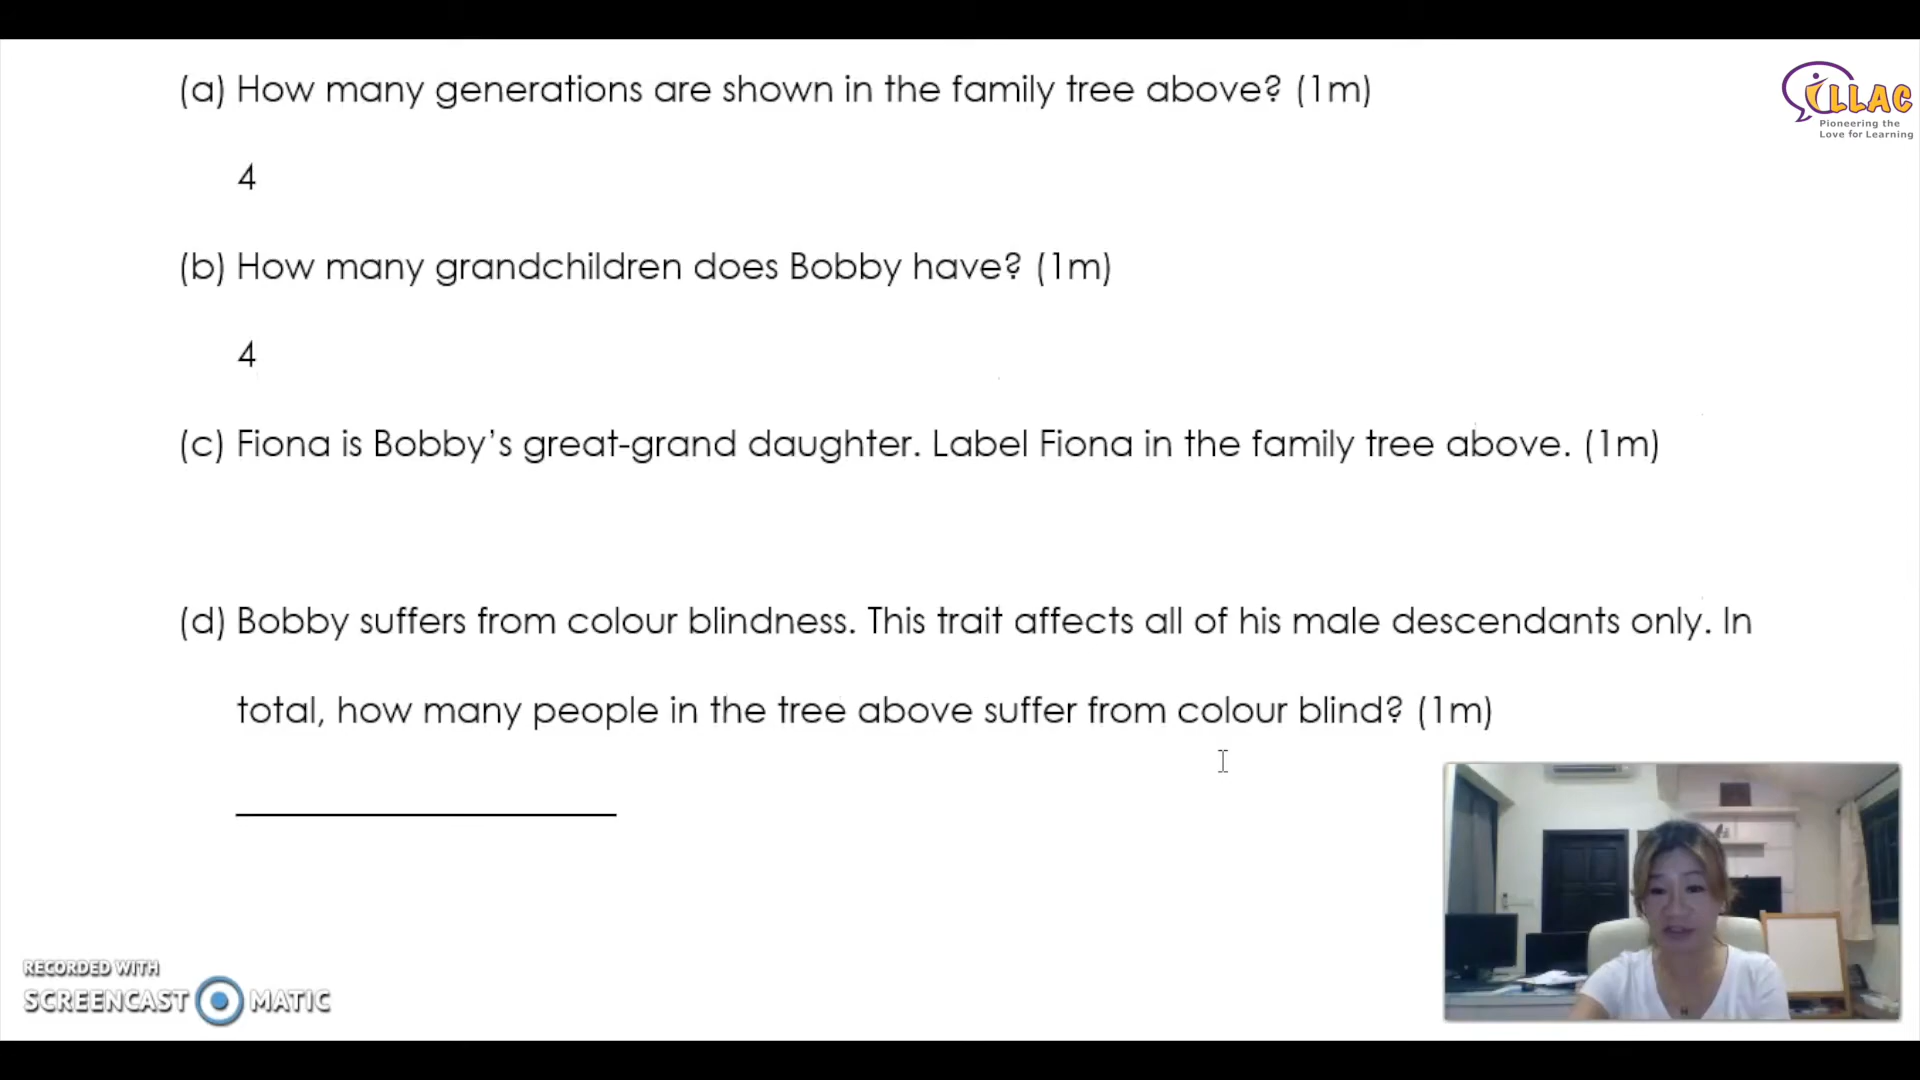 (a) How many generations are shown in the family tree above? (1m)
4
(b) How many grandchildren does Bobby have? (1m)
4
(c) Fiona is Bobby’s great-grand daughter. Label Fiona in the family tree above. (1m)
(d) Bobby suffers from colour blindness. This trait affects all of his male descendants only. In
total, how many people in the tree above suffer from colour blind? (1m)
iLLAC
Pioneering the
Love for Learning
RECORDED WITH
SCREENCAST MATIC